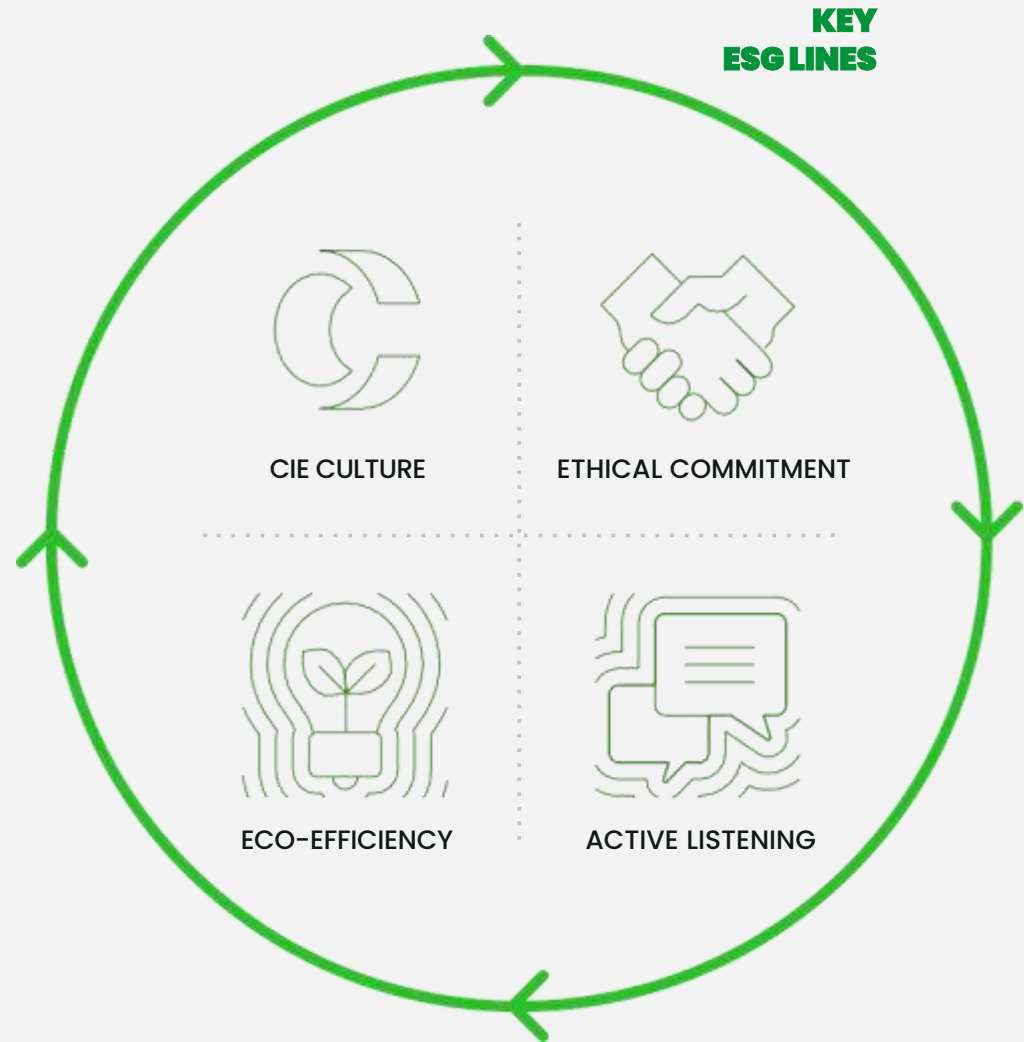 KEY
ESG LINES
CIE CULTURE
ETHICAL COMMITMENT
ECO-EFFICIENCY
ACTIVE LISTENING